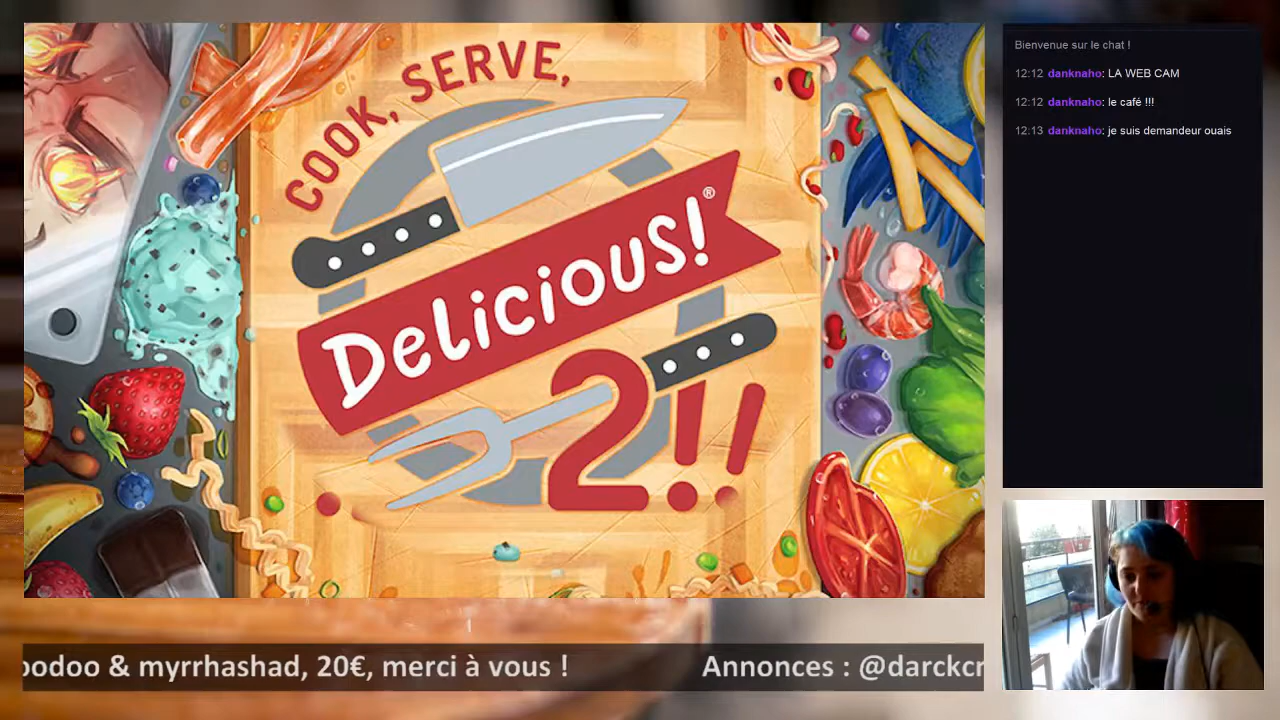 COOK, SERVE,
Delicious!®
2!!
Bienvenue sur le chat !
12:12 danknaho: LA WEB CAM
12:12 danknaho: le café !!!
12:13 danknaho: je suis demandeur ouais
oodoo & myrrhashad, 20€, merci à vous ! Annonces : @darckcr